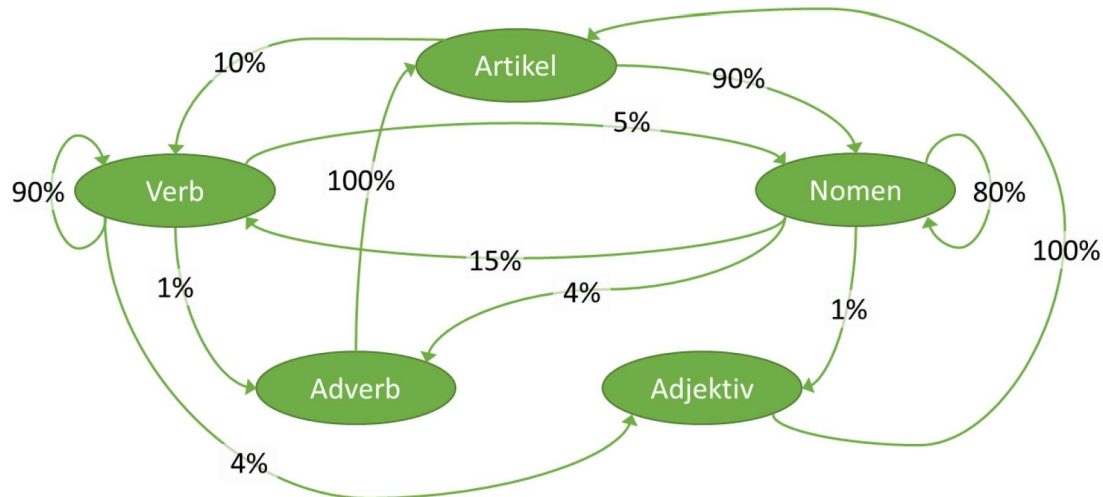 Artikel
10%
90%
5%
90%
Verb
100%
Nomen
80%
15%
100%
1%
4%
1%
Adverb
Adjektiv
4%